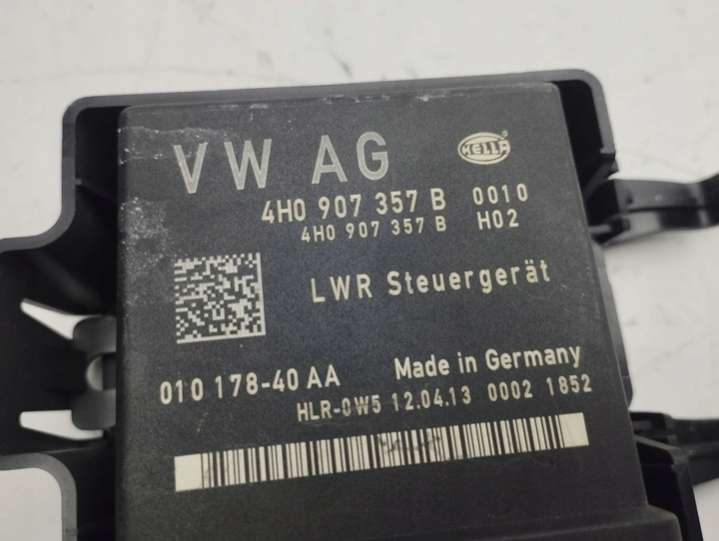 VW AG HELLA
4H0 907 357 B 0010
4H0 907 357 B H02
LWR Steuergerät
010 178-40 AA Made in Germany
HLR-0W5 12.04.13 0002 1852